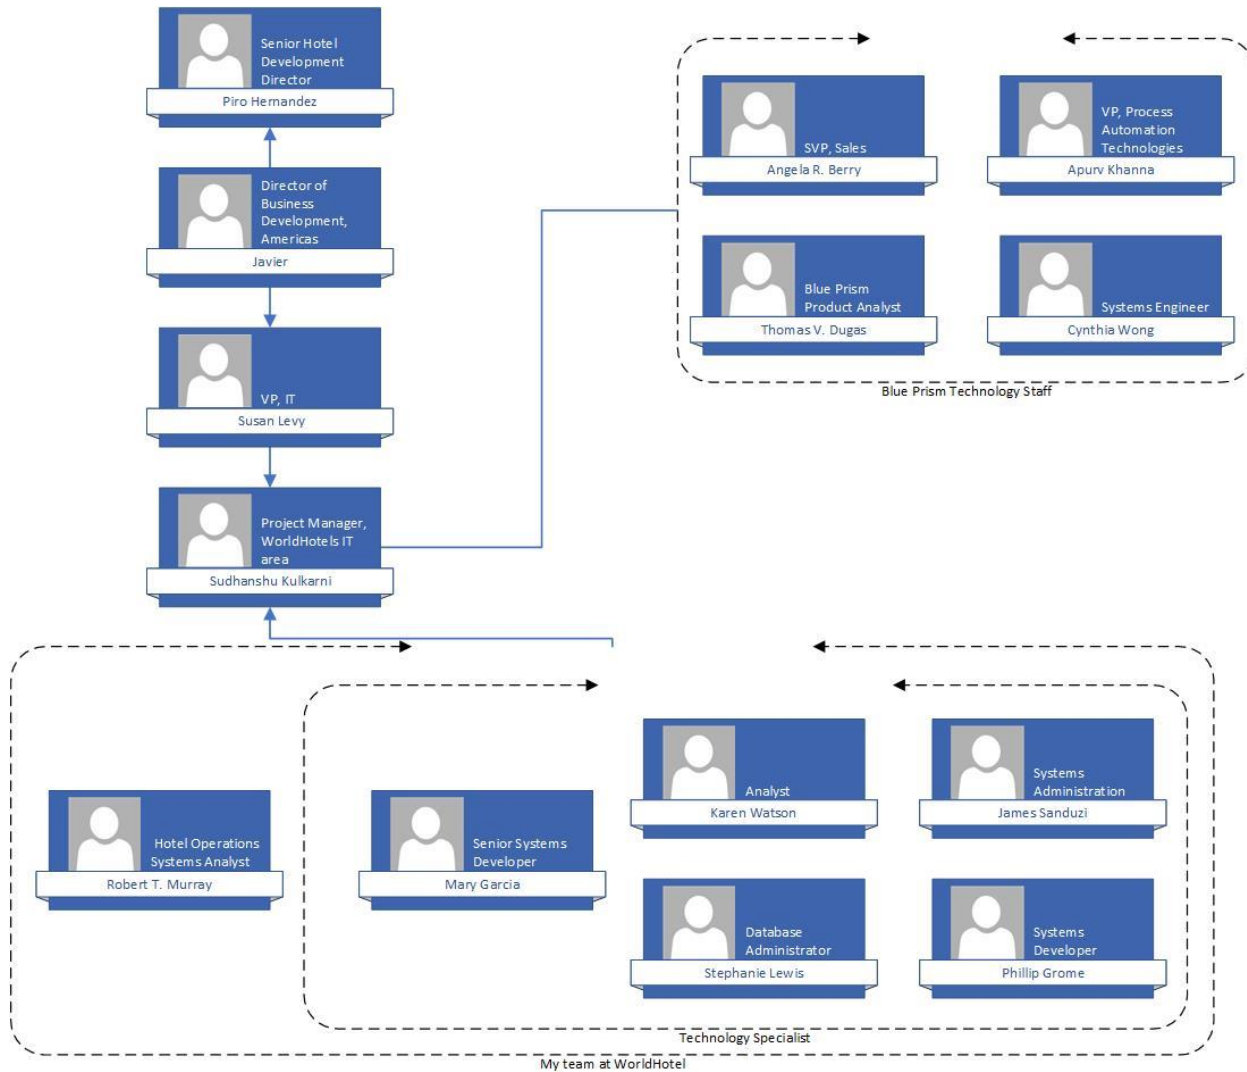 Senior Hotel
Development
Director
Piro Hernandez
Director of
Business
Development,
Americas
Javier
VP, IT
Susan Levy
Project Manager,
WorldHotels IT
area
Sudhanshu Kulkarni
SVP, Sales
Angela R. Berry
VP, Process
Automation
Technologies
Apurv Khanna
Blue Prism
Product Analyst
Thomas V. Dugas
Systems Engineer
Cynthia Wong
Blue Prism Technology Staff
Hotel Operations
Systems Analyst
Robert T. Murray
Senior Systems
Developer
Mary Garcia
Analyst
Karen Watson
Systems
Administration
James Sanduzi
Database
Administrator
Stephanie Lewis
Systems
Developer
Phillip Grome
Technology Specialist
My team at WorldHotel